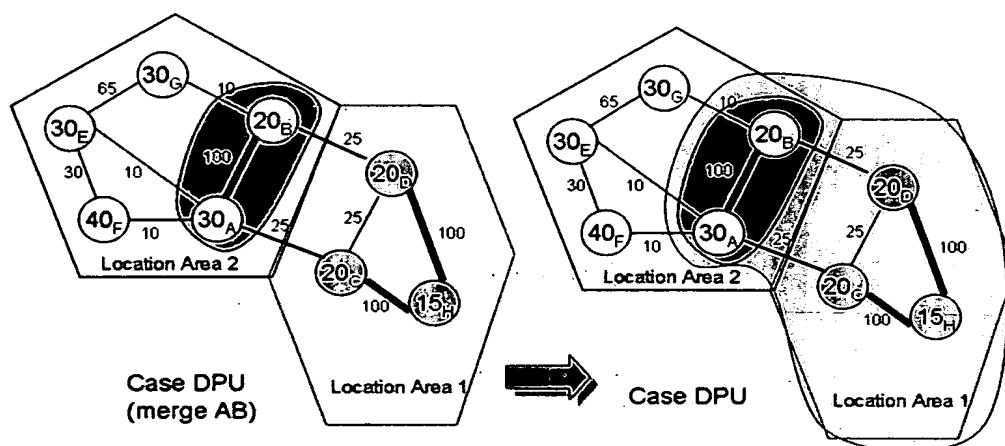 30G
65
10
30E
20B
25
100
20D
30
10
25
100
40F
30A
25
10
20C
100
15H
Location Area 2
Case DPU
(merge AB)
Location Area 1
30G
65
10
30E
20B
25
100
20D
30
10
25
100
40F
30A
25
10
20C
100
15H
Location Area 2
Case DPU
Location Area 1